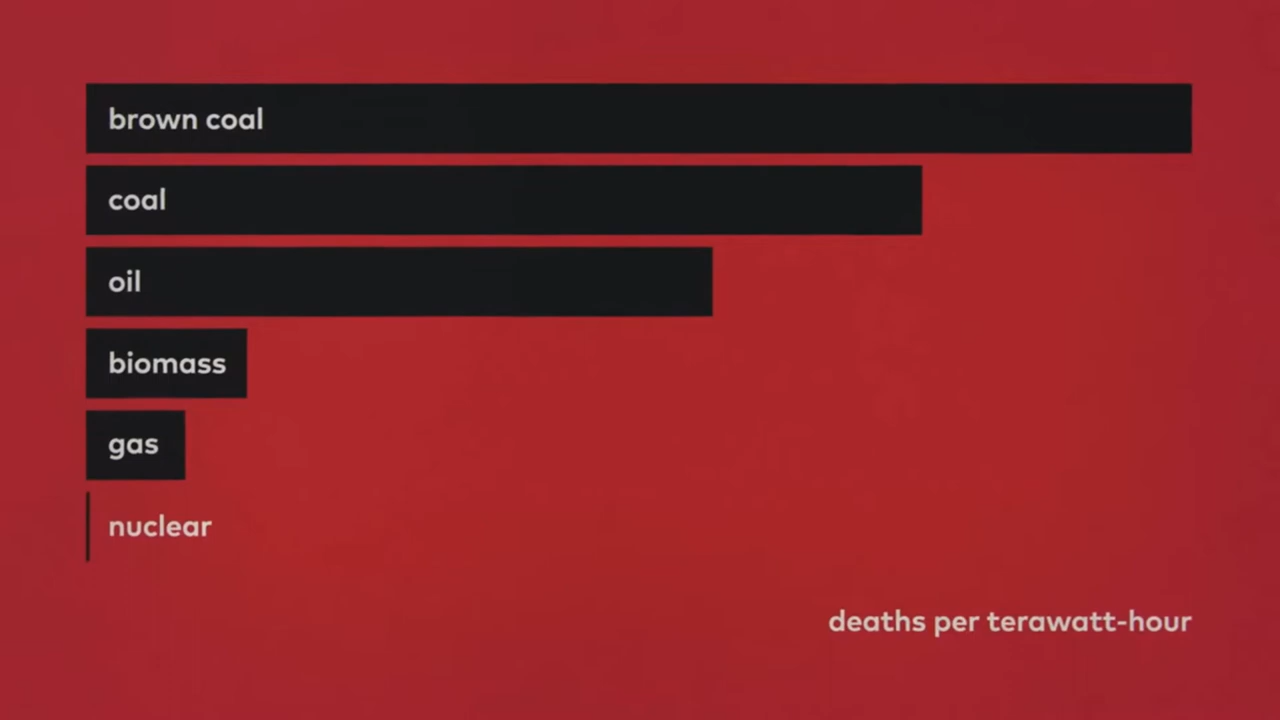 brown coal
coal
oil
biomass
gas
nuclear
deaths per terawatt-hour